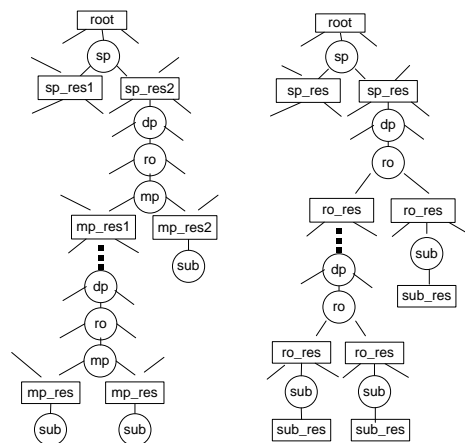 root
sp
sp_res1
sp_res2
dp
ro
mp
mp_res1
mp_res2
sub
dp
ro
mp
mp_res
mp_res
sub
sub
root
sp
sp_res
sp_res
dp
ro
ro_res
ro_res
sub
sub_res
dp
ro
ro_res
ro_res
sub
sub
sub_res
sub_res